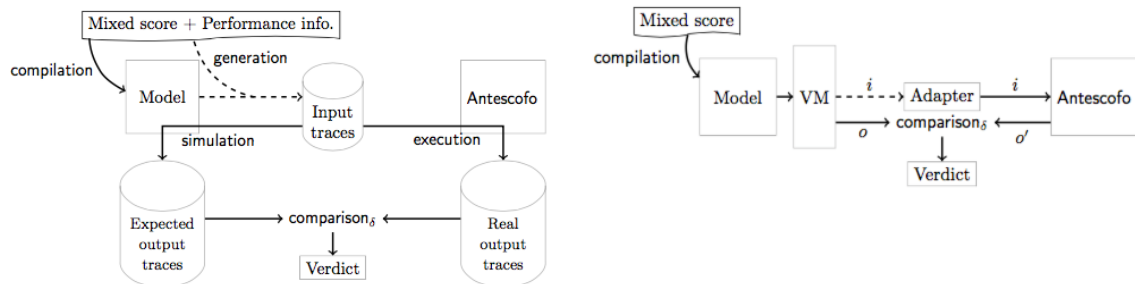 Mixed score + Performance info.
compilation
generation
Model
Input
traces
Antescofo
simulation
execution
Expected
output
traces
comparisonδ
Real
output
traces
Verdict
Mixed score
compilation
Model
VM
i
Adapter
i
Antescofo
o
comparisonδ
o'
Verdict